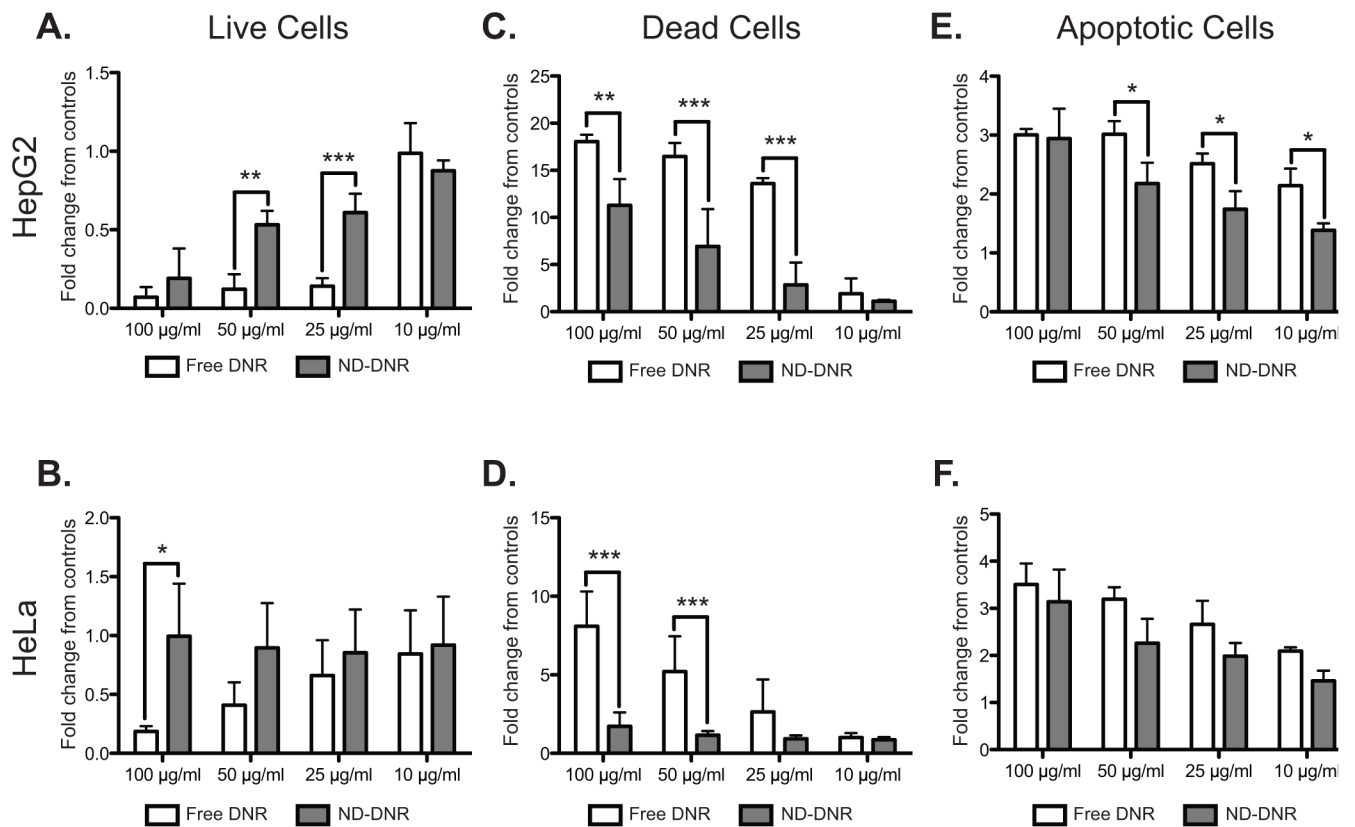 A. Live Cells
C. Dead Cells
E. Apoptotic Cells
HepG2
Fold change from controls
1.5
1.0
0.5
0.0
**
***
100 µg/ml 50 µg/ml 25 µg/ml 10 µg/ml
Free DNR ND-DNR
Fold change from controls
25
20
15
10
5
0
**
***
***
100 µg/ml 50 µg/ml 25 µg/ml 10 µg/ml
Free DNR ND-DNR
Fold change from controls
4
3
2
1
0
*
*
*
100 µg/ml 50 µg/ml 25 µg/ml 10 µg/ml
Free DNR ND-DNR
HeLa
B.
Fold change from controls
2.0
1.5
1.0
0.5
0.0
*
100 µg/ml 50 µg/ml 25 µg/ml 10 µg/ml
Free DNR ND-DNR
D.
Fold change from controls
15
10
5
0
***
***
100 µg/ml 50 µg/ml 25 µg/ml 10 µg/ml
Free DNR ND-DNR
F.
Fold change from controls
5
4
3
2
1
0
100 µg/ml 50 µg/ml 25 µg/ml 10 µg/ml
Free DNR ND-DNR